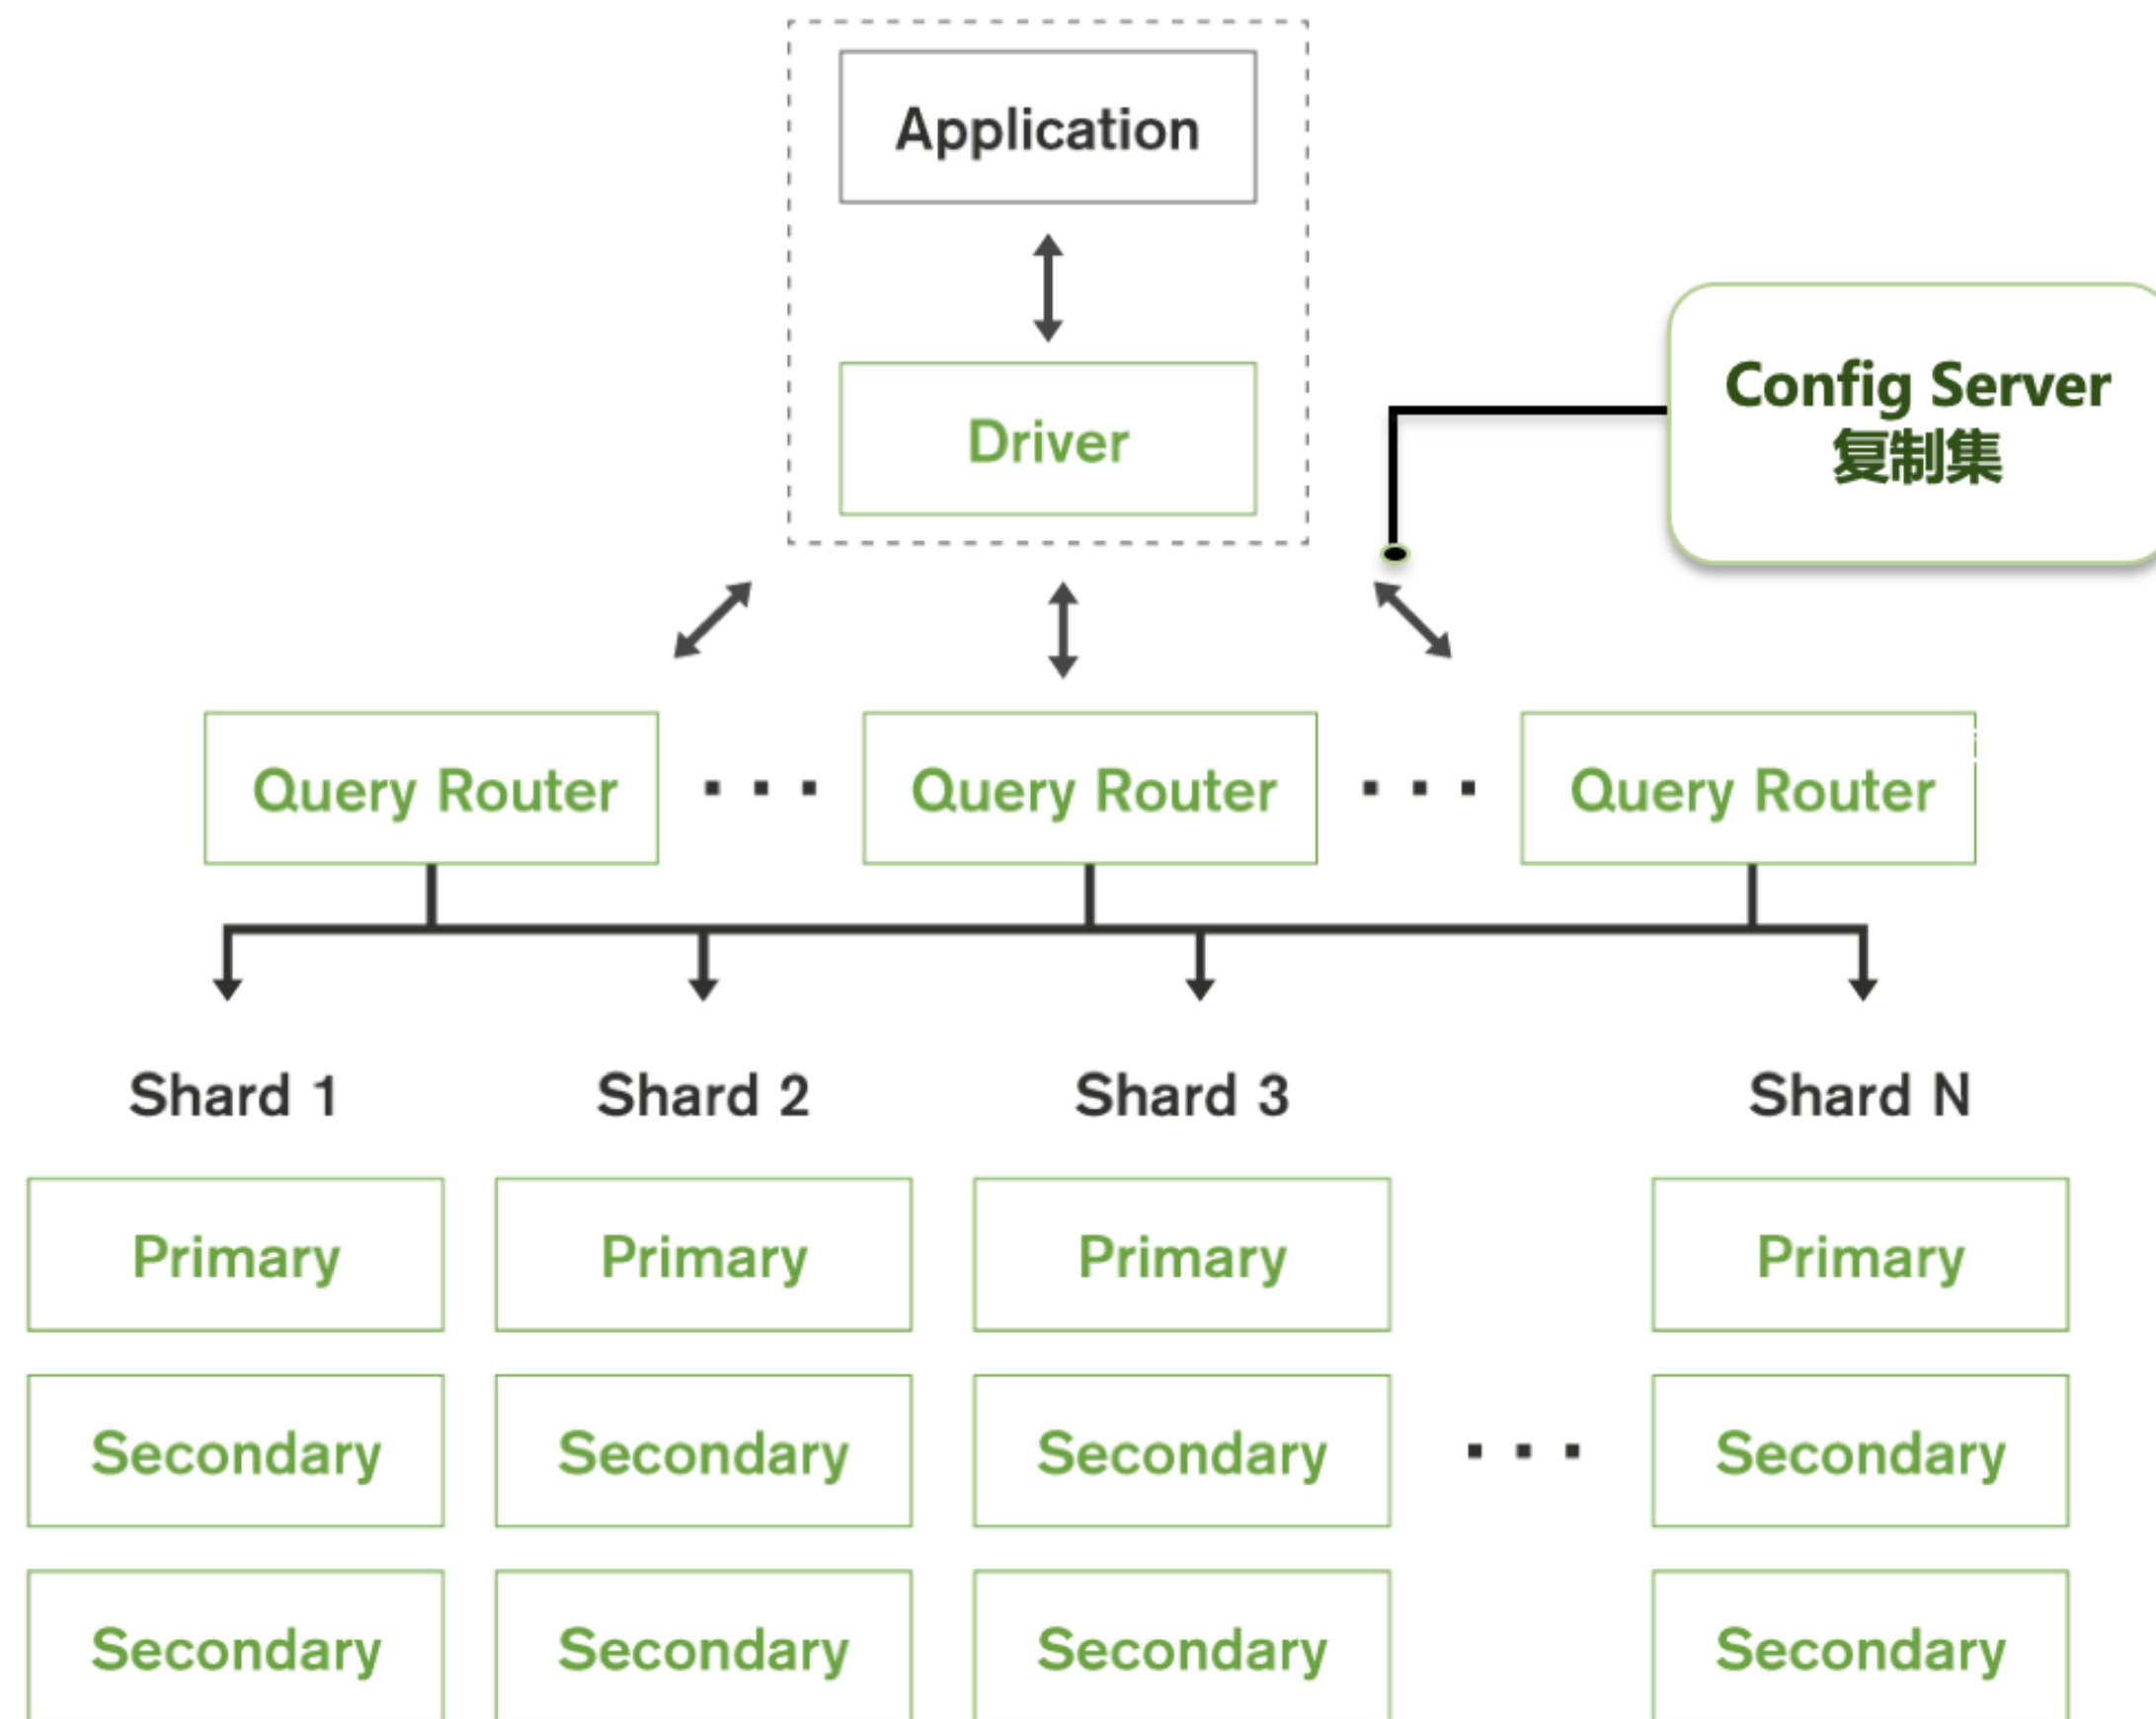 Application
Driver
Config Server
复制集
Query Router
Query Router
Query Router
Shard 1
Shard 2
Shard 3
Shard N
Primary
Primary
Primary
Primary
Secondary
Secondary
Secondary
Secondary
Secondary
Secondary
Secondary
Secondary